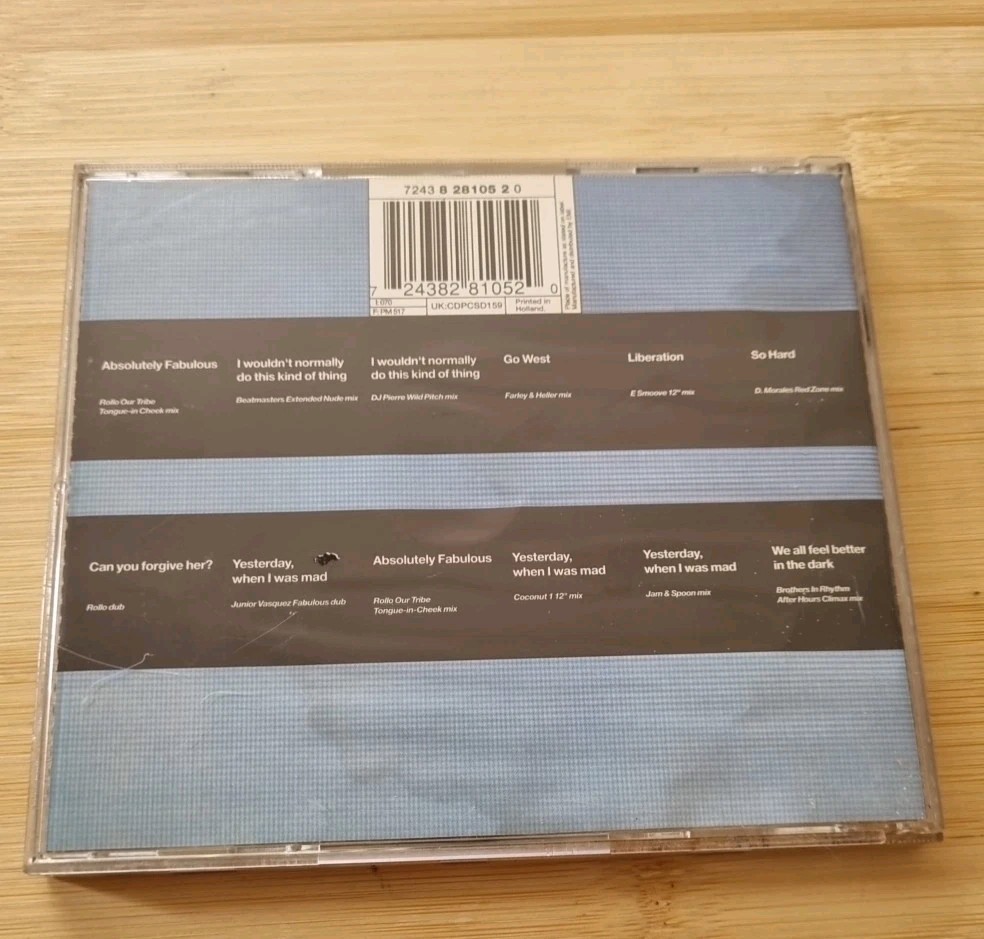 7243 8 28105 2 0
7 24382 81052 0
UK:CDPCSD159
Printed in
Holland.
Absolutely Fabulous
Rollo Our Tribe
Tongue-in Cheek mix
I wouldn't normally
do this kind of thing
Beatmasters Extended Nude mix
I wouldn't normally
do this kind of thing
DJ Pierre Wild Pitch mix
Go West
Farley & Heller mix
Liberation
E Smoove 12" mix
So Hard
D. Morales Red Zone mix
Can you forgive her?
Rollo dub
Yesterday,
when I was mad
Junior Vasquez Fabulous dub
Absolutely Fabulous
Rollo Our Tribe
Tongue-in-Cheek mix
Yesterday,
when I was mad
Coconut 1 12" mix
Yesterday,
when I was mad
Jam & Spoon mix
We all feel better
in the dark
Brothers In Rhythm
After Hours Climax mix